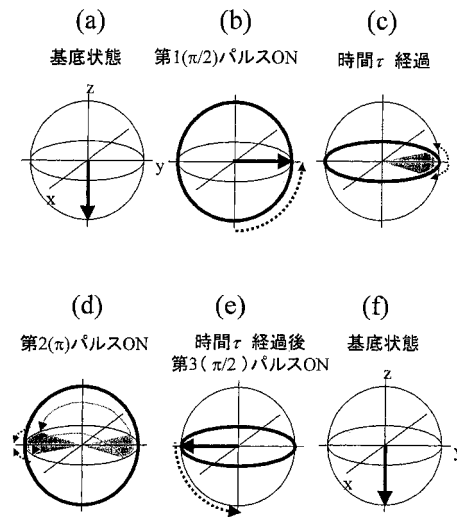 (a)
基底状態
z
y
x
(b)
第1(π/2)パルスON
(c)
時間τ 経過
(d)
第2(π)パルスON
(e)
時間τ 経過後
第3(π/2)パルスON
(f)
基底状態
z
y
x